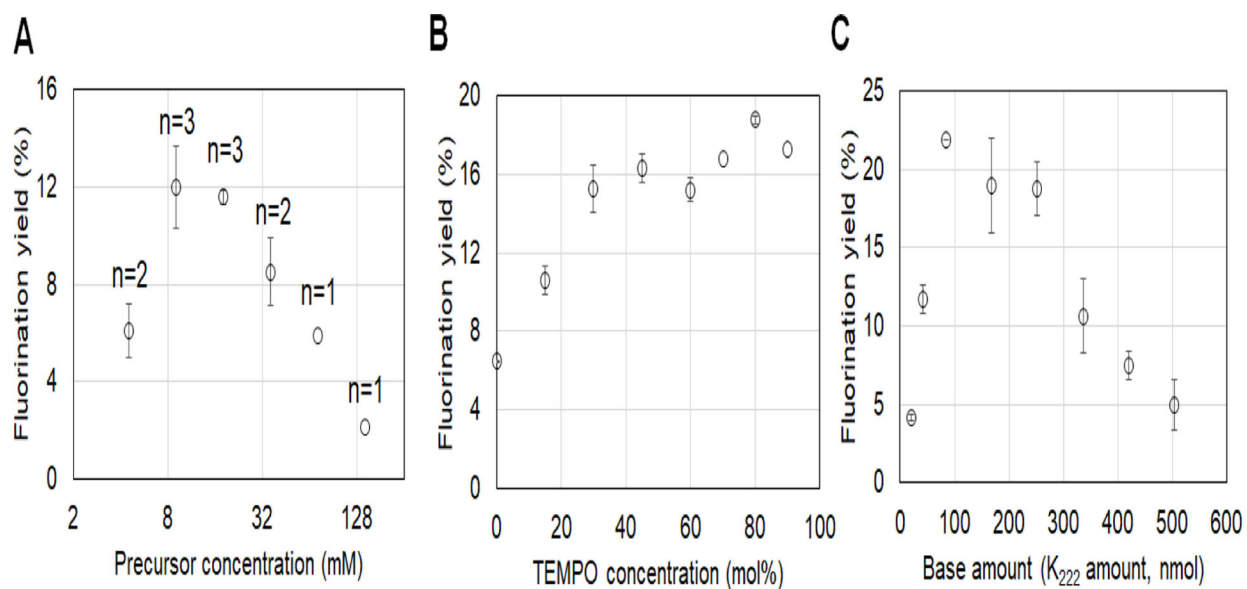 A
Fluorination yield (%)
16
12
8
4
0
n=2
n=3
n=3
n=2
n=1
n=1
2
8
32
128
Precursor concentration (mM)
B
Fluorination yield (%)
20
16
12
8
4
0
0
20
40
60
80
100
TEMPO concentration (mol%)
C
Fluorination yield (%)
25
20
15
10
5
0
0
100
200
300
400
500
600
Base amount (K₂₂₂ amount, nmol)